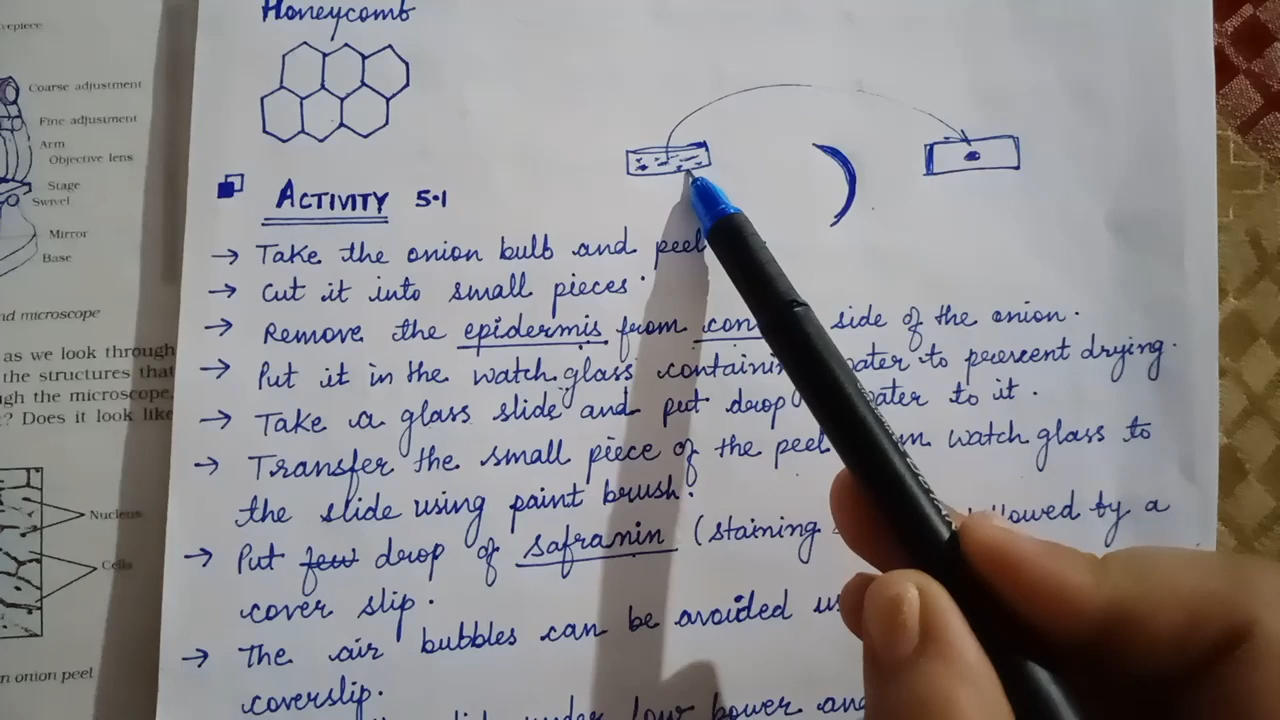 Honeycomb
ACTIVITY 5.1
→ Take the onion bulb and peel
→ Cut it into small pieces.
→ Remove the epidermis from side of the onion.
→ Put it in the watch glass to prevent drying.
→ Take a glass slide and put drop to it.
→ Transfer the small piece of the peel watch glass to
the slide using paint brush.
→ Put few drop of safranin (staining by a
cover slip.
→ The air bubbles can be avoided
coverslip.
under low power
Coarse adjustment
Fine adjustment
Arm
Objective lens
Stage
Swivel
Mirror
Base
microscope
as we look through
the structures that
the microscope.
? Does it look like
Nucleus
Cells
onion peel